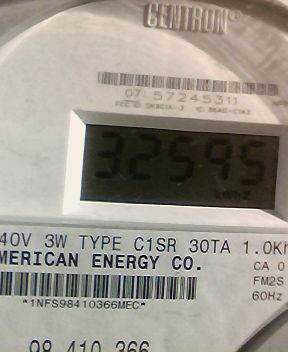 CENTRON®
07 57245311
32595
kWhZ
40V 3W TYPE C1SR 30TA 1.0Kh
MERICAN ENERGY CO.
CA 0
FM2S
60Hz
*1NFS98410366MEC*
98 410 366